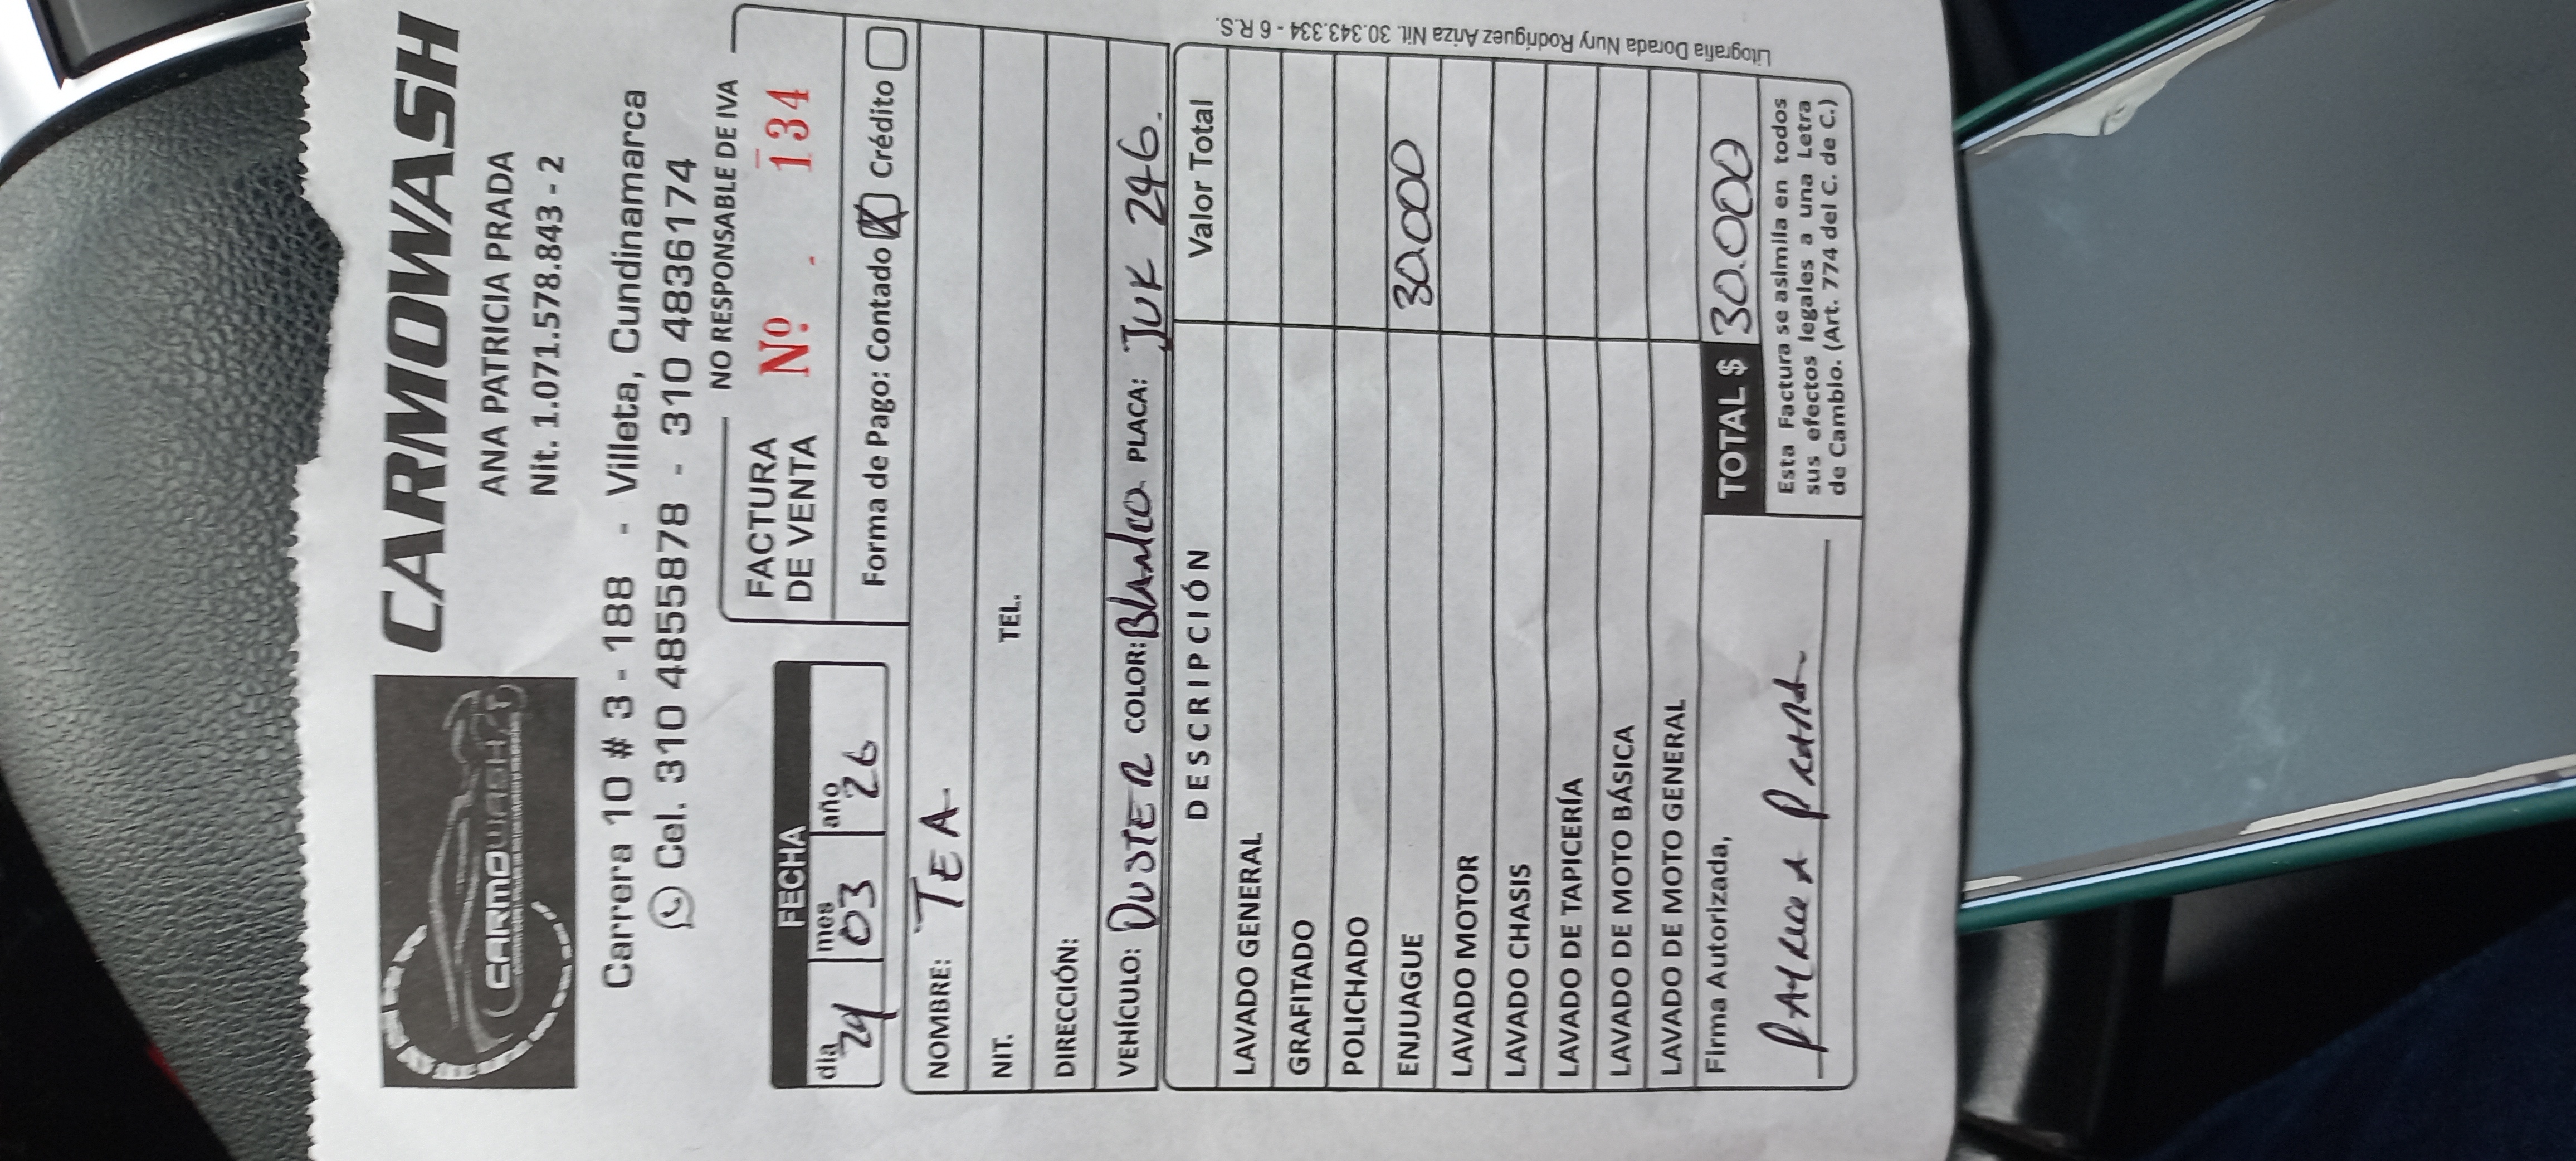 CARMOWASH
CARMOWASH
ANA PATRICIA PRADA
Nit. 1.071.578.843 - 2
Carrera 10 # 3 - 188 - Villeta, Cundinamarca
Cel. 310 4855878 - 310 4836174
NO RESPONSABLE DE IVA
FECHA
día mes año
29 03 26
FACTURA
DE VENTA
Nº. 134
Forma de Pago: Contado X Crédito
NOMBRE: TEA
NIT. TEL.
DIRECCIÓN:
VEHÍCULO: DUSTER COLOR: Blanco PLACA: JUK 246.
DESCRIPCIÓN Valor Total
LAVADO GENERAL
GRAFITADO
POLICHADO
ENJUAGUE 30.000
LAVADO MOTOR
LAVADO CHASIS
LAVADO DE TAPICERÍA
LAVADO DE MOTO BÁSICA
LAVADO DE MOTO GENERAL
Firma Autorizada,
TOTAL $ 30.000
Prada
Esta Factura se asimila en todos
sus efectos legales a una Letra
de Cambio. (Art. 774 del C. de C.)
Litografía Dorada Nury Rodríguez Ariza Nit. 30.343.334 - 6 R.S.